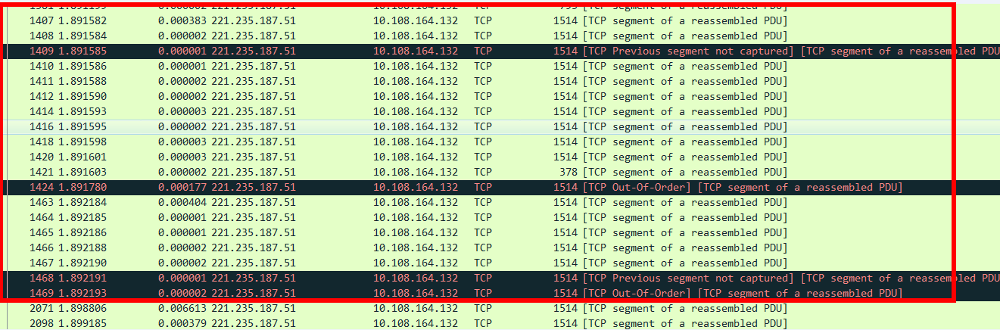 1407 1.891582 0.000383 221.235.187.51 10.108.164.132 TCP 1514 [TCP segment of a reassembled PDU]
1408 1.891584 0.000002 221.235.187.51 10.108.164.132 TCP 1514 [TCP segment of a reassembled PDU]
1409 1.891585 0.000001 221.235.187.51 10.108.164.132 TCP 1514 [TCP Previous segment not captured] [TCP segment of a reassembled PDU
1410 1.891586 0.000001 221.235.187.51 10.108.164.132 TCP 1514 [TCP segment of a reassembled PDU]
1411 1.891588 0.000002 221.235.187.51 10.108.164.132 TCP 1514 [TCP segment of a reassembled PDU]
1412 1.891590 0.000002 221.235.187.51 10.108.164.132 TCP 1514 [TCP segment of a reassembled PDU]
1414 1.891593 0.000003 221.235.187.51 10.108.164.132 TCP 1514 [TCP segment of a reassembled PDU]
1416 1.891595 0.000002 221.235.187.51 10.108.164.132 TCP 1514 [TCP segment of a reassembled PDU]
1418 1.891598 0.000003 221.235.187.51 10.108.164.132 TCP 1514 [TCP segment of a reassembled PDU]
1420 1.891601 0.000003 221.235.187.51 10.108.164.132 TCP 1514 [TCP segment of a reassembled PDU]
1421 1.891603 0.000002 221.235.187.51 10.108.164.132 TCP 378 [TCP segment of a reassembled PDU]
1424 1.891780 0.000177 221.235.187.51 10.108.164.132 TCP 1514 [TCP Out-Of-Order] [TCP segment of a reassembled PDU]
1463 1.892184 0.000404 221.235.187.51 10.108.164.132 TCP 1514 [TCP segment of a reassembled PDU]
1464 1.892185 0.000001 221.235.187.51 10.108.164.132 TCP 1514 [TCP segment of a reassembled PDU]
1465 1.892186 0.000001 221.235.187.51 10.108.164.132 TCP 1514 [TCP segment of a reassembled PDU]
1466 1.892188 0.000002 221.235.187.51 10.108.164.132 TCP 1514 [TCP segment of a reassembled PDU]
1467 1.892190 0.000002 221.235.187.51 10.108.164.132 TCP 1514 [TCP segment of a reassembled PDU]
1468 1.892191 0.000001 221.235.187.51 10.108.164.132 TCP 1514 [TCP Previous segment not captured] [TCP segment of a reassembled PDU
1469 1.892193 0.000002 221.235.187.51 10.108.164.132 TCP 1514 [TCP Out-Of-Order] [TCP segment of a reassembled PDU]
2071 1.898806 0.006613 221.235.187.51 10.108.164.132 TCP 1514 [TCP segment of a reassembled PDU]
2098 1.899185 0.000379 221.235.187.51 10.108.164.132 TCP 1514 [TCP segment of a reassembled PDU]